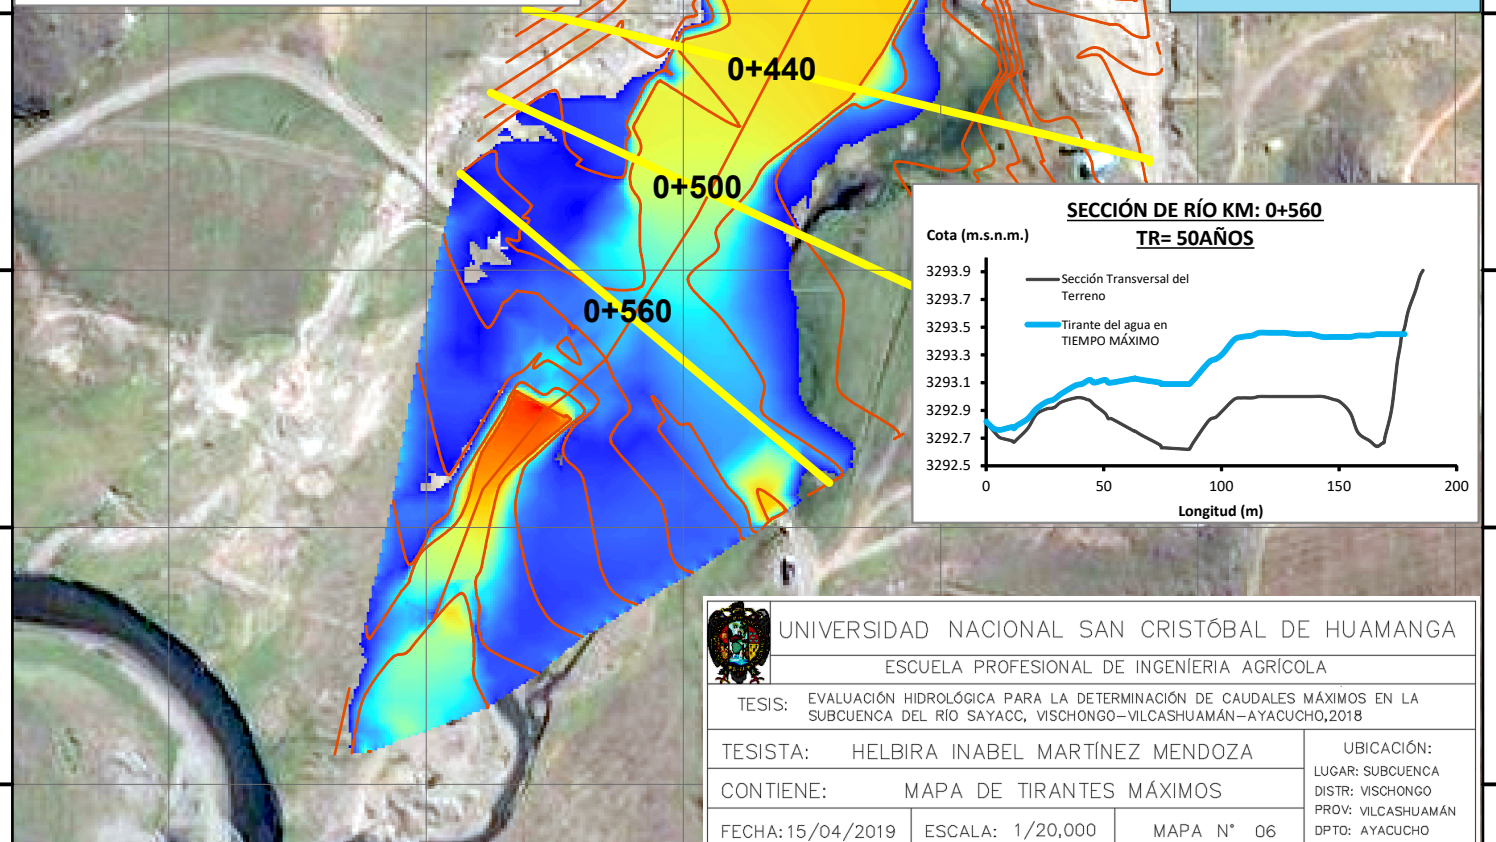 0+440
0+500
0+560
SECCIÓN DE RÍO KM: 0+560
TR= 50AÑOS
Cota (m.s.n.m.)
3293.9
3293.7
3293.5
3293.3
3293.1
3292.9
3292.7
3292.5
Sección Transversal del
Terreno
Tirante del agua en
TIEMPO MÁXIMO
0 50 100 150 200
Longitud (m)
UNIVERSIDAD NACIONAL SAN CRISTÓBAL DE HUAMANGA
ESCUELA PROFESIONAL DE INGENÍERIA AGRÍCOLA
TESIS: EVALUACIÓN HIDROLÓGICA PARA LA DETERMINACIÓN DE CAUDALES MÁXIMOS EN LA
SUBCUENCA DEL RÍO SAYACC, VISCHONGO-VILCASHUAMÁN-AYACUCHO,2018
TESISTA: HELBIRA INABEL MARTÍNEZ MENDOZA
CONTIENE: MAPA DE TIRANTES MÁXIMOS
FECHA: 15/04/2019 ESCALA: 1/20,000 MAPA N° 06
UBICACIÓN:
LUGAR: SUBCUENCA
DISTR: VISCHONGO
PROV: VILCASHUAMÁN
DPTO: AYACUCHO